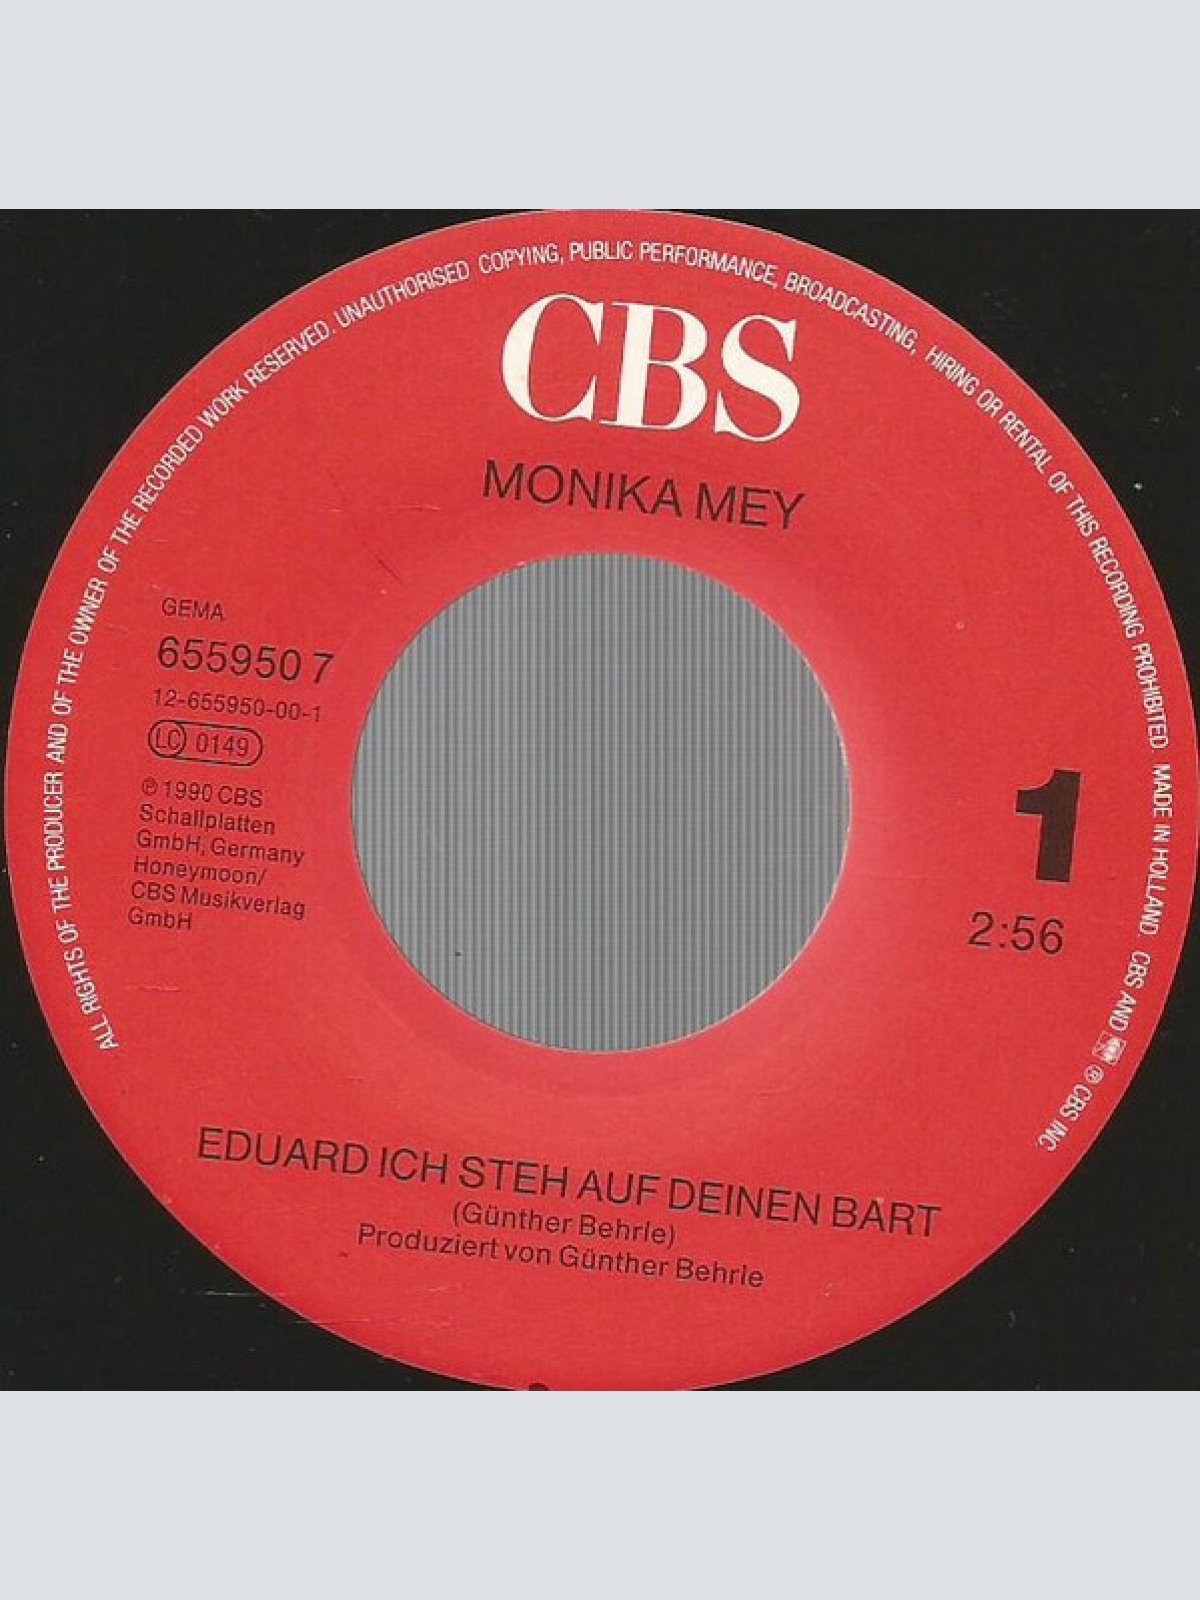 ALL RIGHTS OF THE PRODUCER AND OF THE OWNER OF THE RECORDED WORK RESERVED. UNAUTHORISED COPYING, PUBLIC PERFORMANCE, BROADCASTING, HIRING OR RENTAL OF THIS RECORDING PROHIBITED. MADE IN HOLLAND. CBS AND ® CBS INC.
CBS
MONIKA MEY
GEMA
655950 7
12-655950-00-1
LC 0149
℗ 1990 CBS
Schallplatten
GmbH, Germany
Honeymoon/
CBS Musikverlag
GmbH
1
2:56
EDUARD ICH STEH AUF DEINEN BART
(Günther Behrle)
Produziert von Günther Behrle